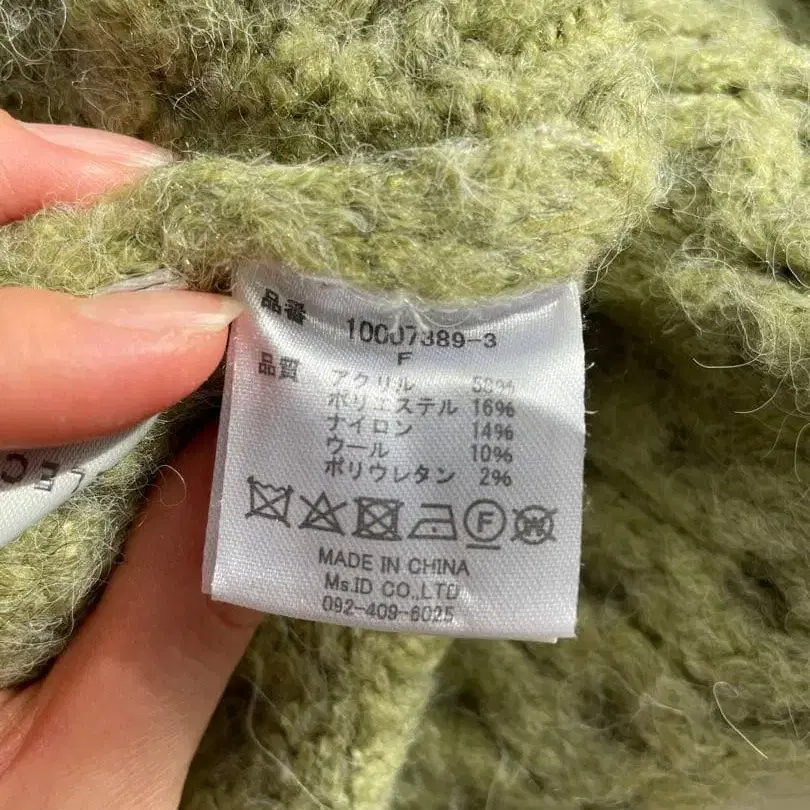 品番 10007389-3
F
品質 アクリル 58%
ポリエステル 16%
ナイロン 14%
ウール 10%
ポリウレタン 2%
F W
MADE IN CHINA
Ms.ID CO.,LTD
092-409-6025